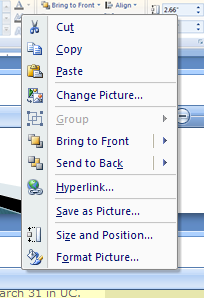 Bring to Front Align
2.66"
Cut
Copy
Paste
Change Picture...
Group
Bring to Front
Send to Back
Hyperlink...
Save as Picture...
Size and Position...
Format Picture...
arch 31 in UC.